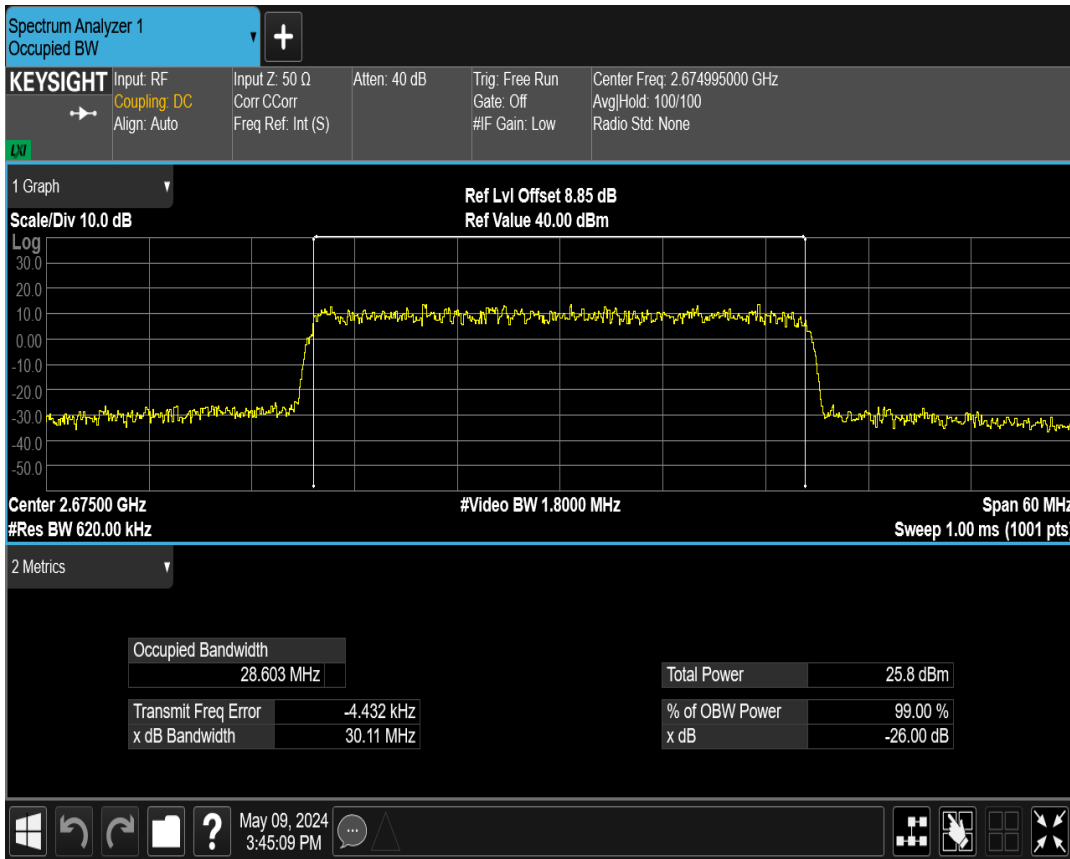 Spectrum Analyzer 1
Occupied BW
+
KEYSIGHT
LXI
Input: RF
Coupling: DC
Align: Auto
Input Z: 50 Ω
Corr CCorr
Freq Ref: Int (S)
Atten: 40 dB
Trig: Free Run
Gate: Off
#IF Gain: Low
Center Freq: 2.674995000 GHz
Avg|Hold: 100/100
Radio Std: None
1 Graph
Scale/Div 10.0 dB
Ref Lvl Offset 8.85 dB
Ref Value 40.00 dBm
Log
30.0
20.0
10.0
0.00
-10.0
-20.0
-30.0
-40.0
-50.0
Center 2.67500 GHz
#Video BW 1.8000 MHz
Span 60 MHz
#Res BW 620.00 kHz
Sweep 1.00 ms (1001 pts)
2 Metrics
Occupied Bandwidth
28.603 MHz
Total Power 25.8 dBm
Transmit Freq Error -4.432 kHz
% of OBW Power 99.00 %
x dB Bandwidth 30.11 MHz
x dB -26.00 dB
?
May 09, 2024
3:45:09 PM